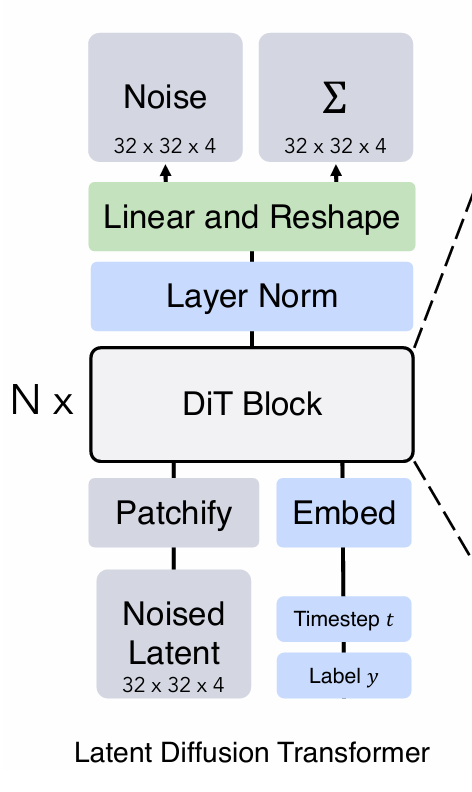 Noise
32 x 32 x 4
Σ
32 x 32 x 4
Linear and Reshape
Layer Norm
N x
DiT Block
Patchify
Embed
Noised
Latent
32 x 32 x 4
Timestep t
Label y
Latent Diffusion Transformer